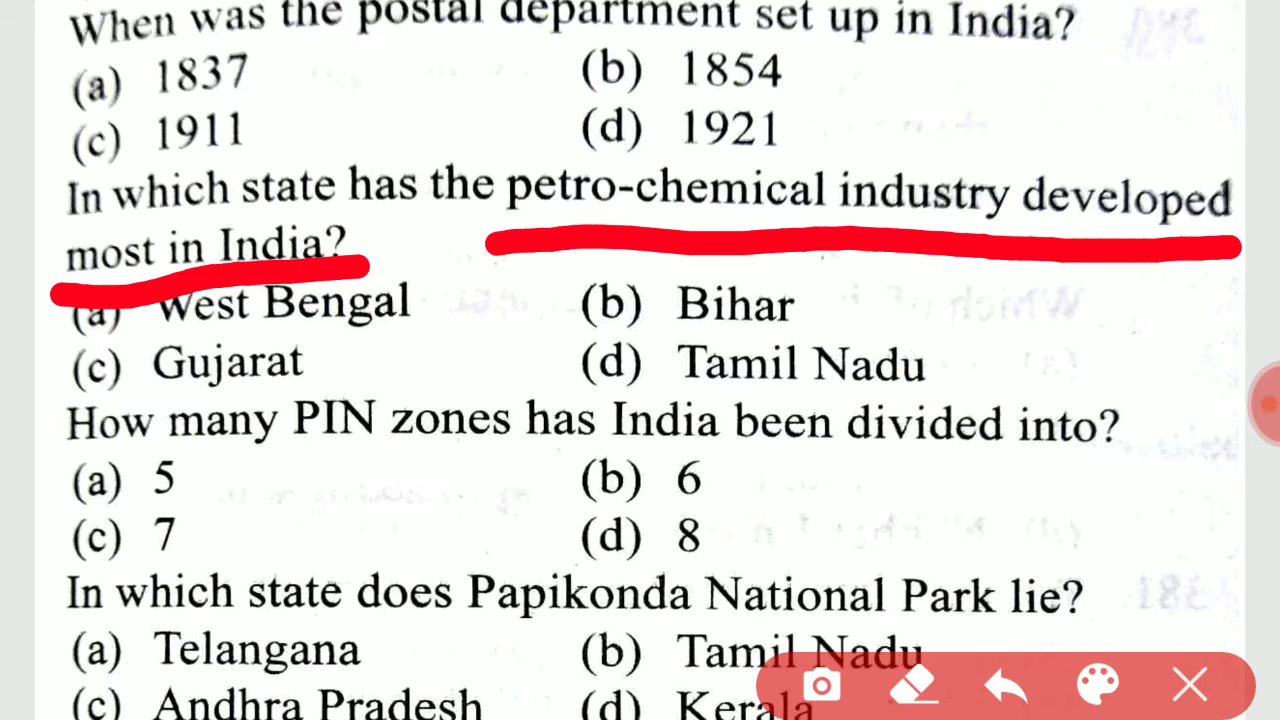 When was the postal department set up in India?
(a) 1837 (b) 1854
(c) 1911 (d) 1921
In which state has the petro-chemical industry developed
most in India?
(a) West Bengal (b) Bihar
(c) Gujarat (d) Tamil Nadu
How many PIN zones has India been divided into?
(a) 5 (b) 6
(c) 7 (d) 8
In which state does Papikonda National Park lie?
(a) Telangana (b) Tamil Nadu
(c) Andhra Pradesh (d) Kerala